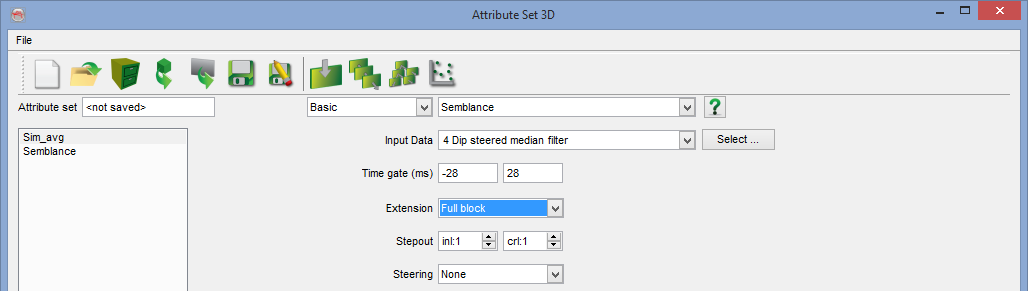 Attribute Set 3D
File
Attribute set <not saved> Basic Semblance ?
Sim_avg
Semblance
Input Data 4 Dip steered median filter Select ...
Time gate (ms) -28 28
Extension Full block
Stepout inl:1 crl:1
Steering None